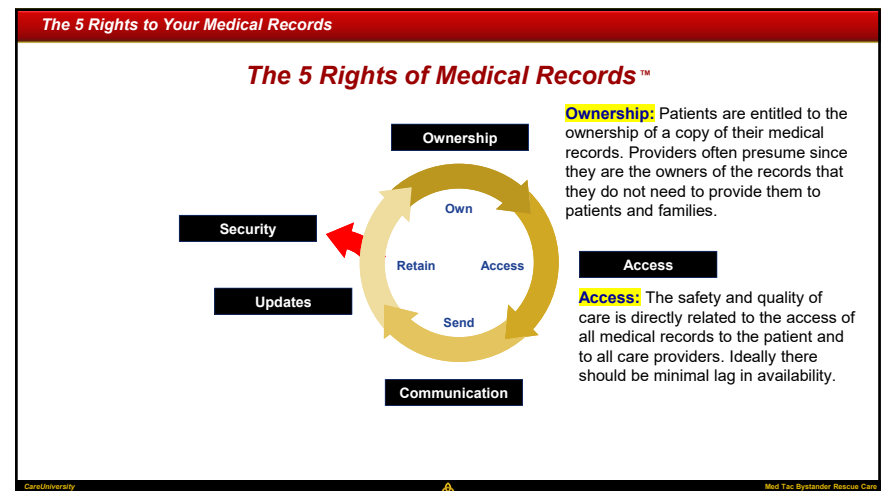 The 5 Rights to Your Medical Records
The 5 Rights of Medical Records™
Ownership: Patients are entitled to the
ownership of a copy of their medical
records. Providers often presume since
they are the owners of the records that
they do not need to provide them to
patients and families.
Ownership
Own
Security
Retain
Access
Access
Updates
Access: The safety and quality of
care is directly related to the access of
all medical records to the patient and
to all care providers. Ideally there
should be minimal lag in availability.
Send
Communication
CareUniversity
Med Tac Bystander Rescue Care